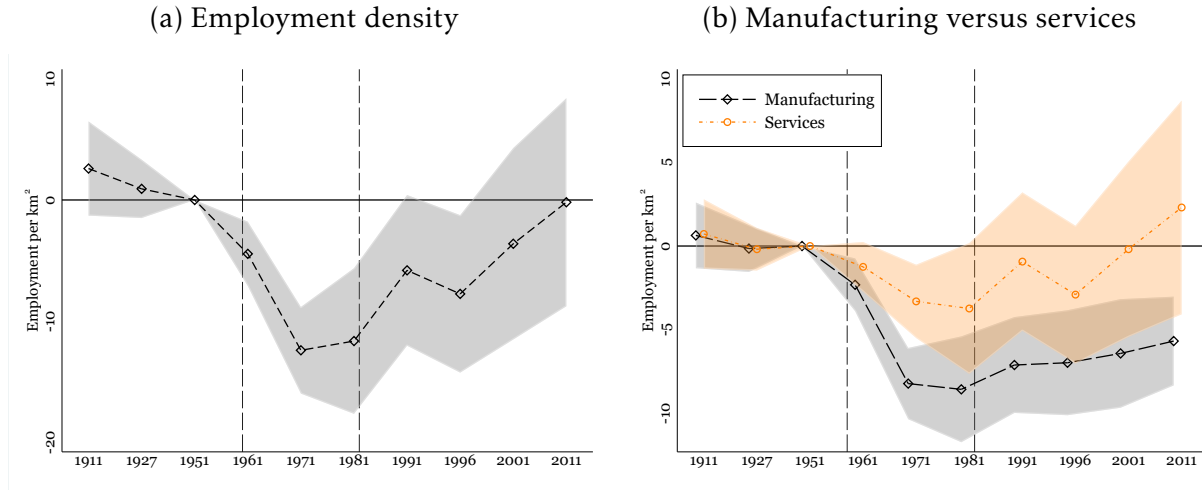 (a) Employment density
10
0
-10
-20
Employment per km²
1911 1927 1951 1961 1971 1981 1991 1996 2001 2011
(b) Manufacturing versus services
Manufacturing
Services
10
5
0
-5
-10
Employment per km²
1911 1927 1951 1961 1971 1981 1991 1996 2001 2011